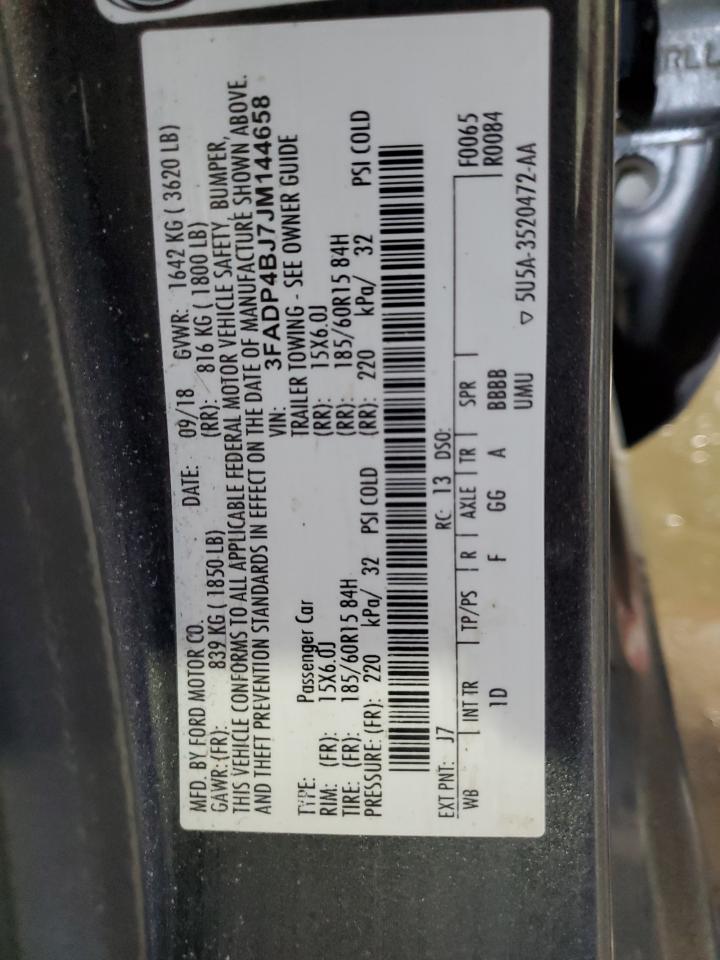 MFD. BY FORD MOTOR CO. DATE: 09/18 GVWR: 1642 KG ( 3620 LB)
GAWR: (FR): 839 KG ( 1850 LB) (RR): 816 KG ( 1800 LB)
THIS VEHICLE CONFORMS TO ALL APPLICABLE FEDERAL MOTOR VEHICLE SAFETY, BUMPER,
AND THEFT PREVENTION STANDARDS IN EFFECT ON THE DATE OF MANUFACTURE SHOWN ABOVE.
VIN: 3FADP4BJ7JM144658
TYPE: Passenger Car TRAILER TOWING - SEE OWNER GUIDE
RIM: (FR): 15X6.0J (RR): 15X6.0J
TIRE: (FR): 185/60R15 84H (RR): 185/60R15 84H
PRESSURE: (FR): 220 kPa/ 32 PSI COLD (RR): 220 kPa/ 32 PSI COLD
EXT PNT: J7 RC: 13 DSO: F0065
WB INT TR TP/PS R AXLE TR SPR R0084
1D F GG A BBBB
UMU ▽ 5U5A-3520472-AA